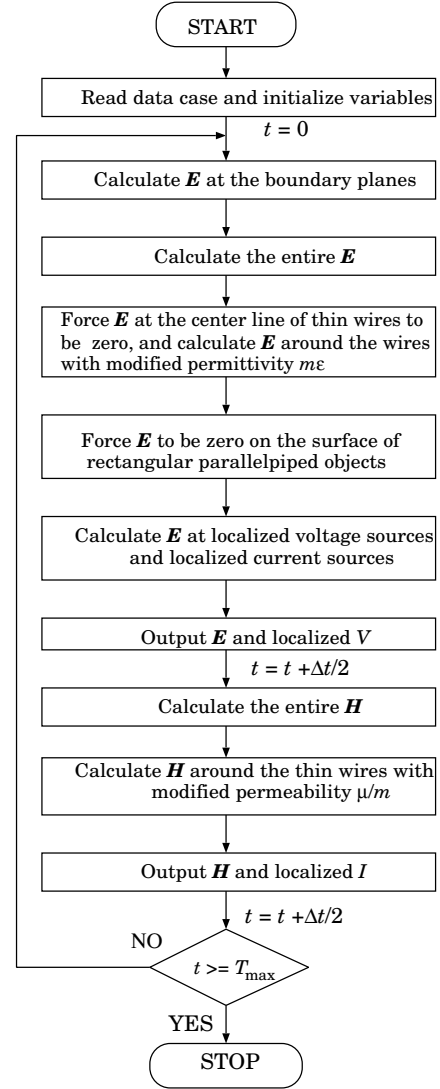 START
Read data case and initialize variables
t = 0
Calculate E at the boundary planes
Calculate the entire E
Force E at the center line of thin wires to
be zero, and calculate E around the wires
with modified permittivity mε
Force E to be zero on the surface of
rectangular parallelpiped objects
Calculate E at localized voltage sources
and localized current sources
Output E and localized V
t = t +Δt/2
Calculate the entire H
Calculate H around the thin wires with
modified permeability μ/m
Output H and localized I
t = t +Δt/2
NO
t >= Tmax
YES
STOP